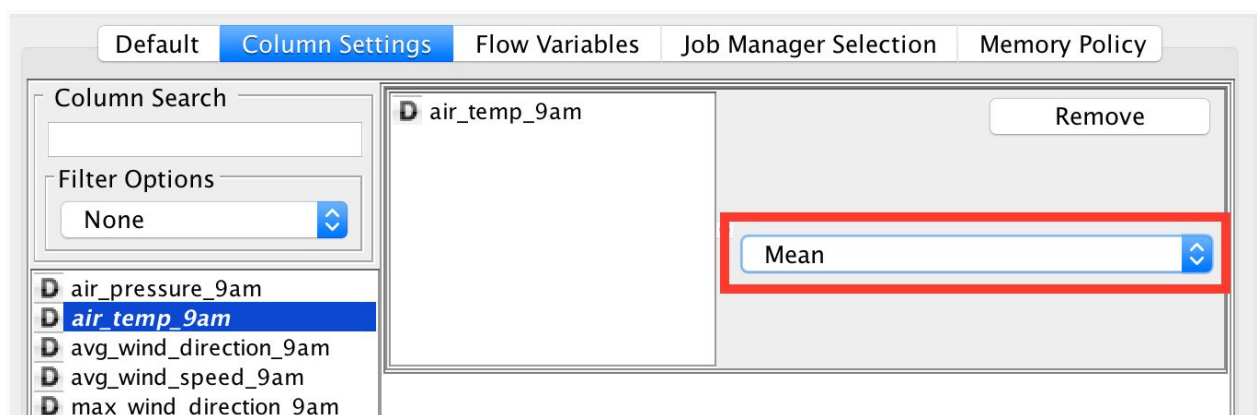 Default Column Settings Flow Variables Job Manager Selection Memory Policy
Column Search
Filter Options
None
D air_pressure_9am
D air_temp_9am
D avg_wind_direction_9am
D avg_wind_speed_9am
D max_wind_direction_9am
D air_temp_9am
Remove
Mean